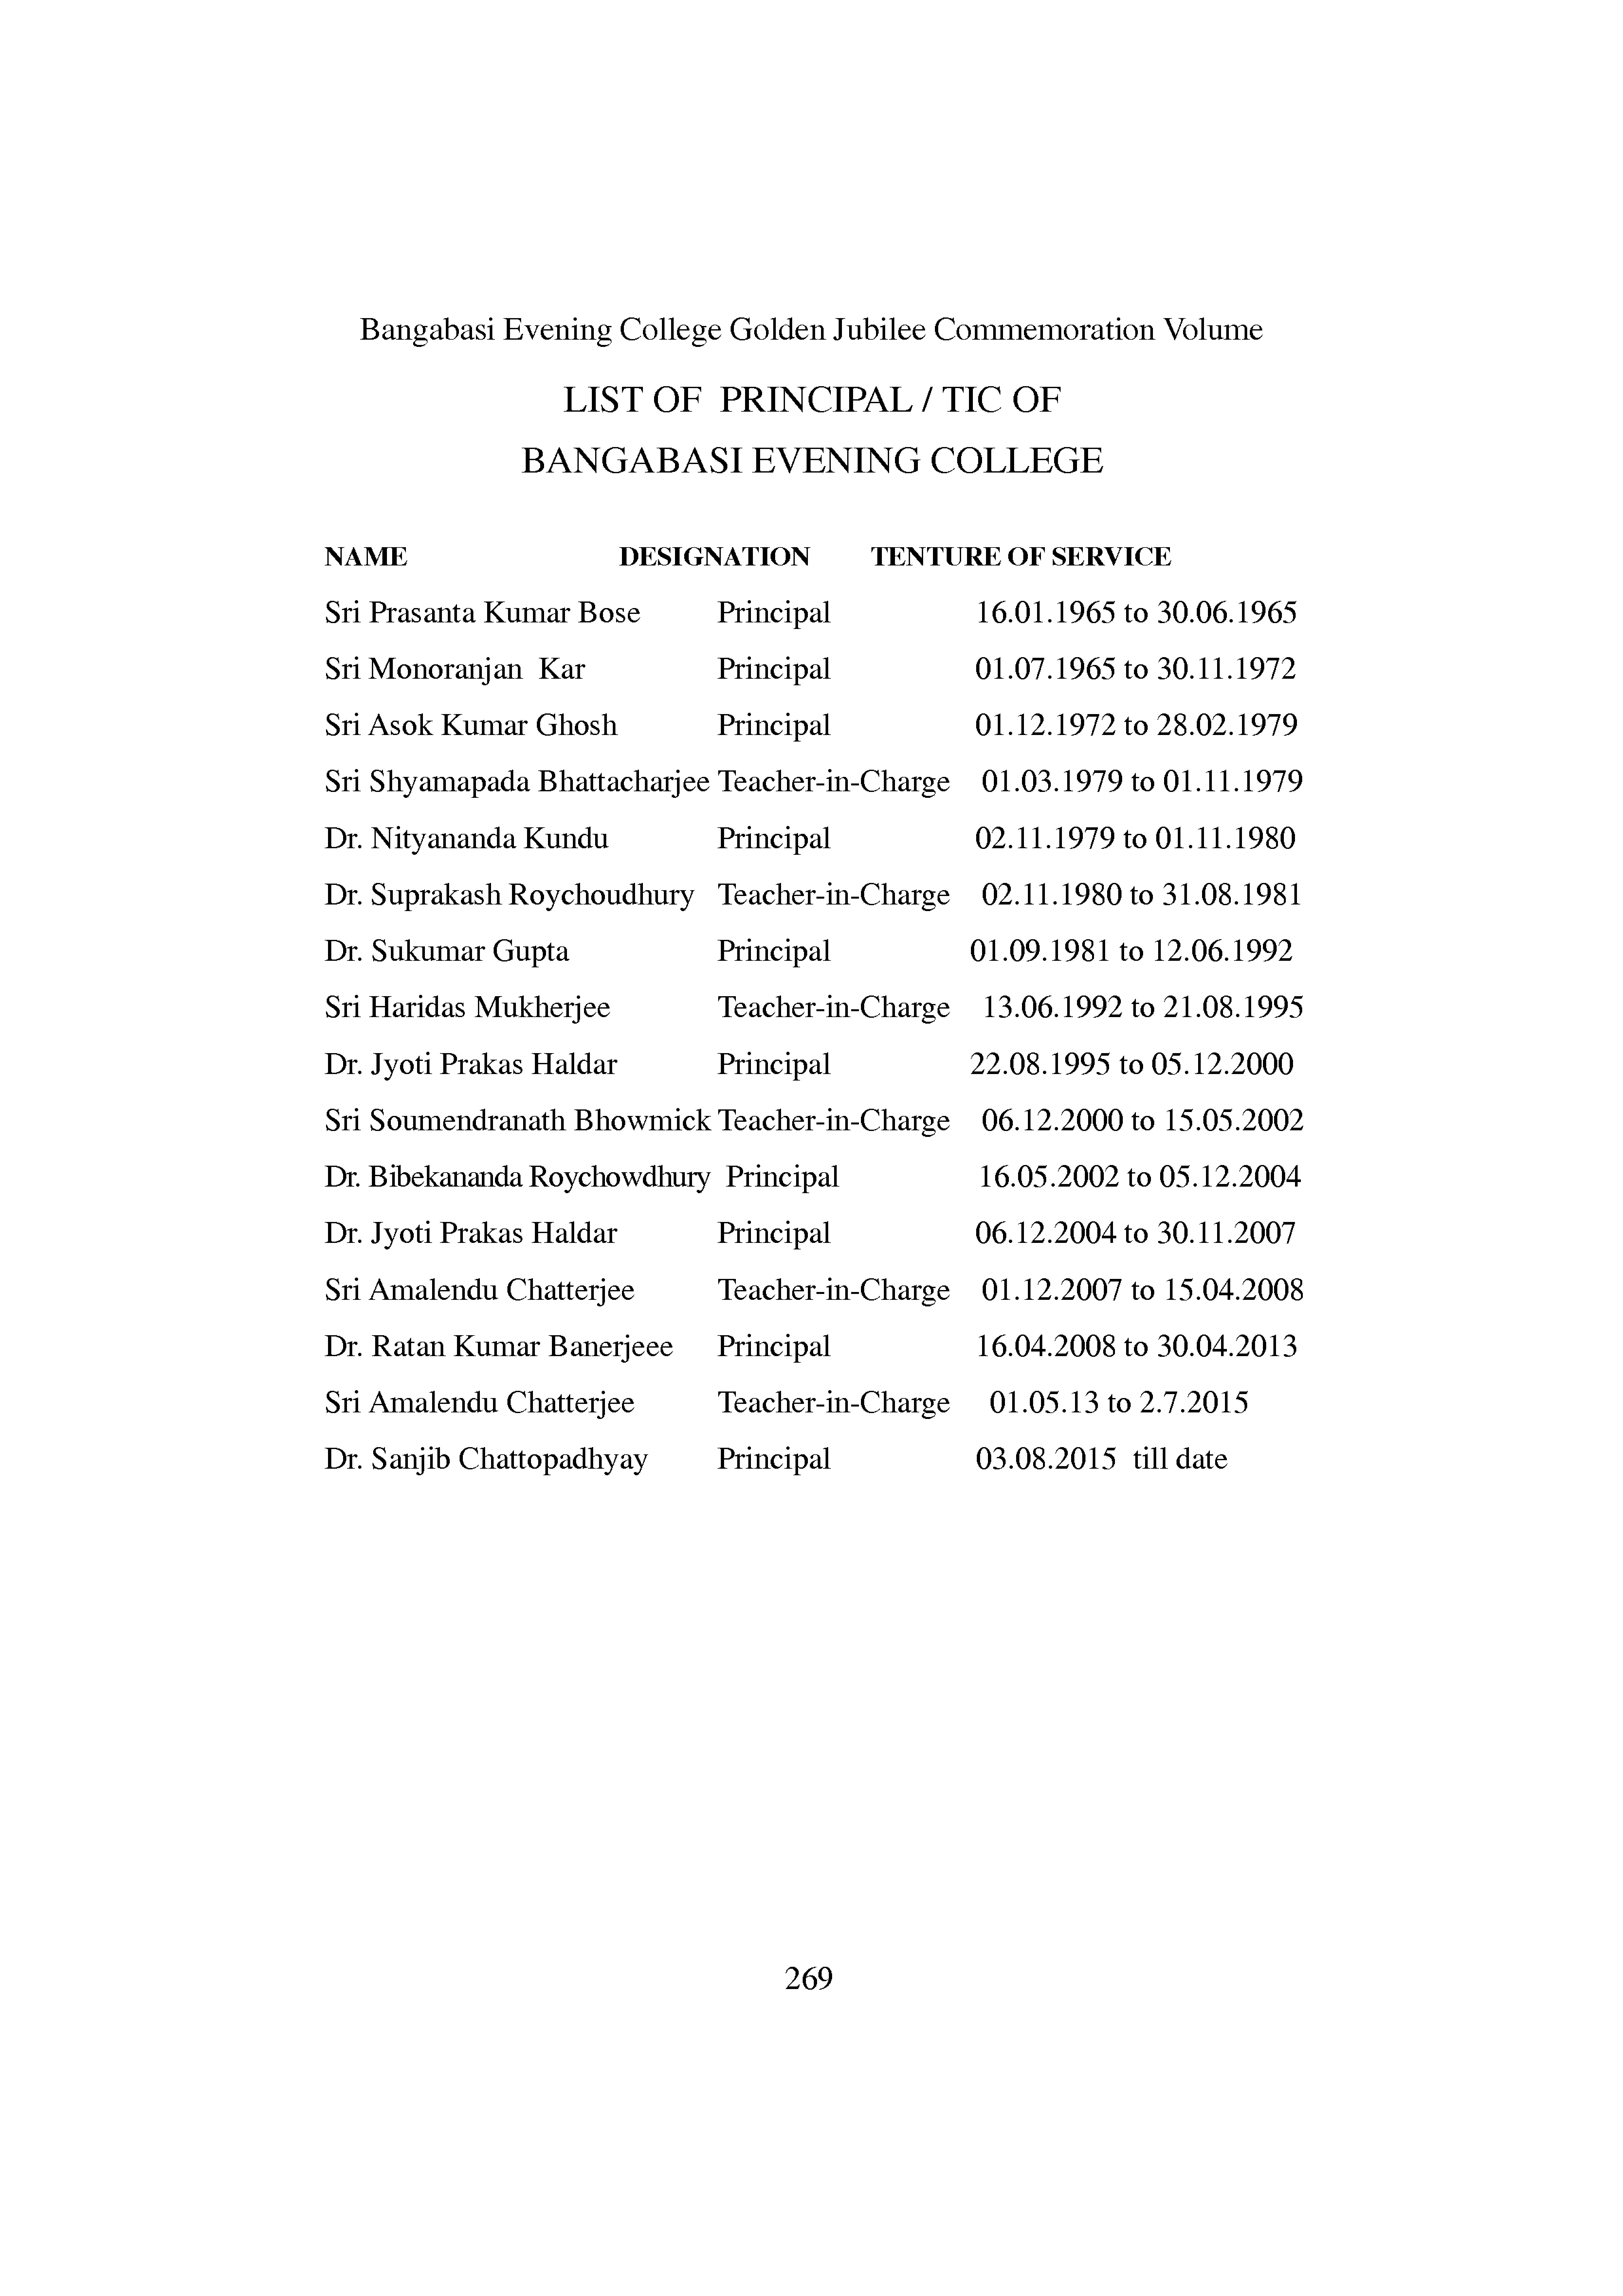 Bangabasi Evening College Golden Jubilee Commemoration Volume
LIST OF PRINCIPAL / TIC OF
BANGABASI EVENING COLLEGE
NAME DESIGNATION TENTURE OF SERVICE
Sri Prasanta Kumar Bose Principal 16.01.1965 to 30.06.1965
Sri Monoranjan Kar Principal 01.07.1965 to 30.11.1972
Sri Asok Kumar Ghosh Principal 01.12.1972 to 28.02.1979
Sri Shyamapada Bhattacharjee Teacher-in-Charge 01.03.1979 to 01.11.1979
Dr. Nityananda Kundu Principal 02.11.1979 to 01.11.1980
Dr. Suprakash Roychoudhury Teacher-in-Charge 02.11.1980 to 31.08.1981
Dr. Sukumar Gupta Principal 01.09.1981 to 12.06.1992
Sri Haridas Mukherjee Teacher-in-Charge 13.06.1992 to 21.08.1995
Dr. Jyoti Prakas Haldar Principal 22.08.1995 to 05.12.2000
Sri Soumendranath Bhowmick Teacher-in-Charge 06.12.2000 to 15.05.2002
Dr. Bibekananda Roychowdhury Principal 16.05.2002 to 05.12.2004
Dr. Jyoti Prakas Haldar Principal 06.12.2004 to 30.11.2007
Sri Amalendu Chatterjee Teacher-in-Charge 01.12.2007 to 15.04.2008
Dr. Ratan Kumar Banerjeee Principal 16.04.2008 to 30.04.2013
Sri Amalendu Chatterjee Teacher-in-Charge 01.05.13 to 2.7.2015
Dr. Sanjib Chattopadhyay Principal 03.08.2015 till date
269